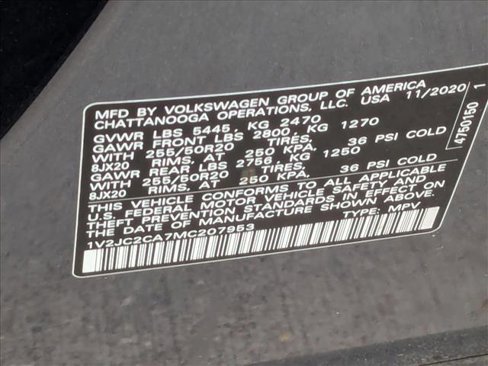 MFD BY VOLKSWAGEN GROUP OF AMERICA
CHATTANOOGA OPERATIONS, LLC. USA 11/2020
GVWR LBS 5445, KG 2470
GAWR FRONT LBS 2800, KG 1270
WITH 255/50R20 TIRES,
8JX20 RIMS, AT 250 KPA, 36 PSI COLD
GAWR REAR LBS 2756, KG 1250
WITH 255/50R20 TIRES,
8JX20 RIMS, AT 250 KPA, 36 PSI COLD
THIS VEHICLE CONFORMS TO ALL APPLICABLE
U.S. FEDERAL MOTOR VEHICLE SAFETY AND
THEFT PREVENTION STANDARDS IN EFFECT ON
THE DATE OF MANUFACTURE SHOWN ABOVE.
1V2JC2CA7MC207953 TYPE: MPV
4750150 1